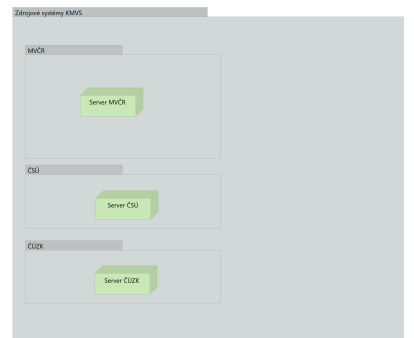 Zdrojové systémy KMVS
MVČR
Server MVČR
ČSÚ
Server ČSÚ
ČÚZK
Server ČÚZK